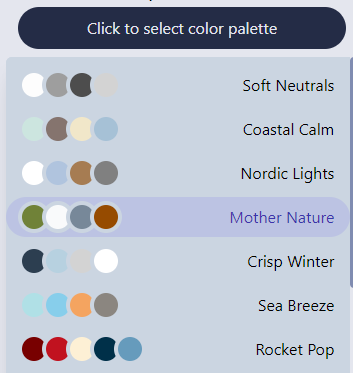 Click to select color palette
Soft Neutrals
Coastal Calm
Nordic Lights
Mother Nature
Crisp Winter
Sea Breeze
Rocket Pop